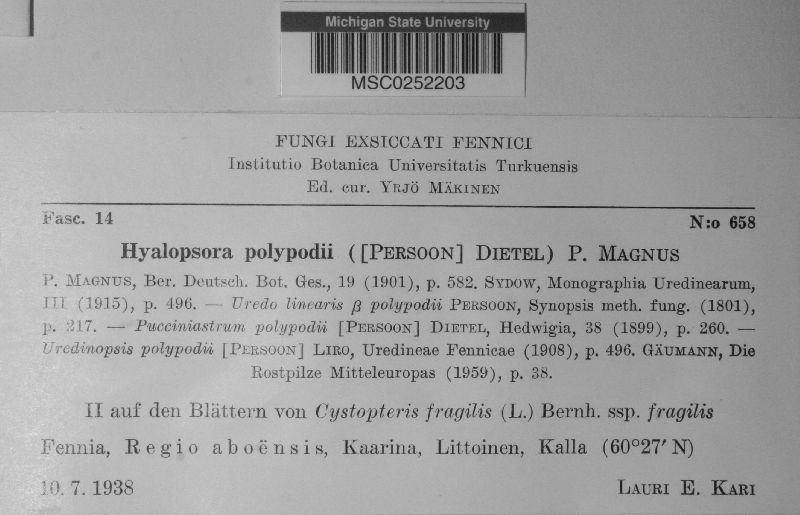 Michigan State University
MSC0252203
FUNGI EXSICCATI FENNICI
Institutio Botanica Universitatis Turkuensis
Ed. cur. YRJÖ MÄKINEN
Fasc. 14 N:o 658
Hyalopsora polypodii ([PERSOON] DIETEL) P. MAGNUS
P. MAGNUS, Ber. Deutsch. Bot. Ges., 19 (1901), p. 582. SYDOW, Monographia Uredinearum,
III (1915), p. 496. — Uredo linearis β polypodii PERSOON, Synopsis meth. fung. (1801),
p. 217. — Pucciniastrum polypodii [PERSOON] DIETEL, Hedwigia, 38 (1899), p. 260. —
Uredinopsis polypodii [PERSOON] LIRO, Uredineae Fennicae (1908), p. 496. GÄUMANN, Die
Rostpilze Mitteleuropas (1959), p. 38.
II auf den Blättern von Cystopteris fragilis (L.) Bernh. ssp. fragilis
Fennia, Regio aboënsis, Kaarina, Littoinen, Kalla (60°27′ N)
10. 7. 1938 LAURI E. KARI